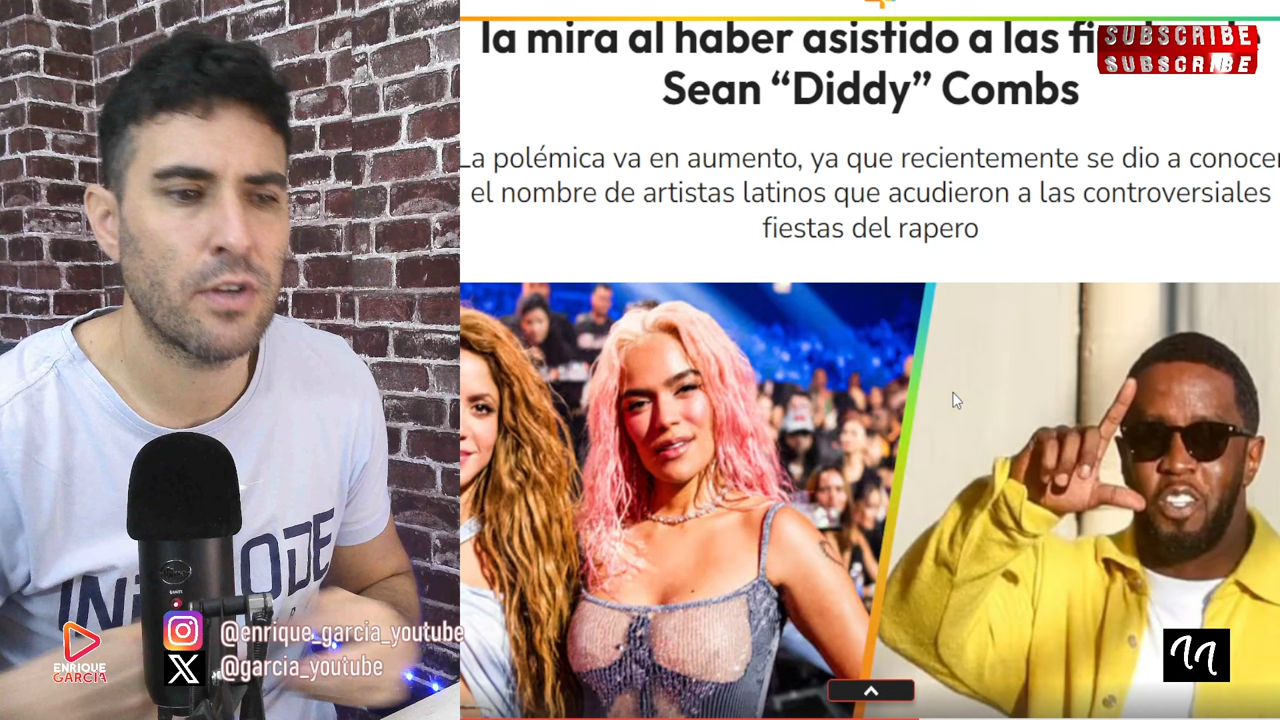 la mira al haber asistido a las
Sean “Diddy” Combs
SUBSCRIBE
SUBSCRIBE
La polémica va en aumento, ya que recientemente se dio a conocer
el nombre de artistas latinos que acudieron a las controversiales
fiestas del rapero
@enrique_garcia_youtube
@garcia_youtube
ENRIQUE
GARCIA